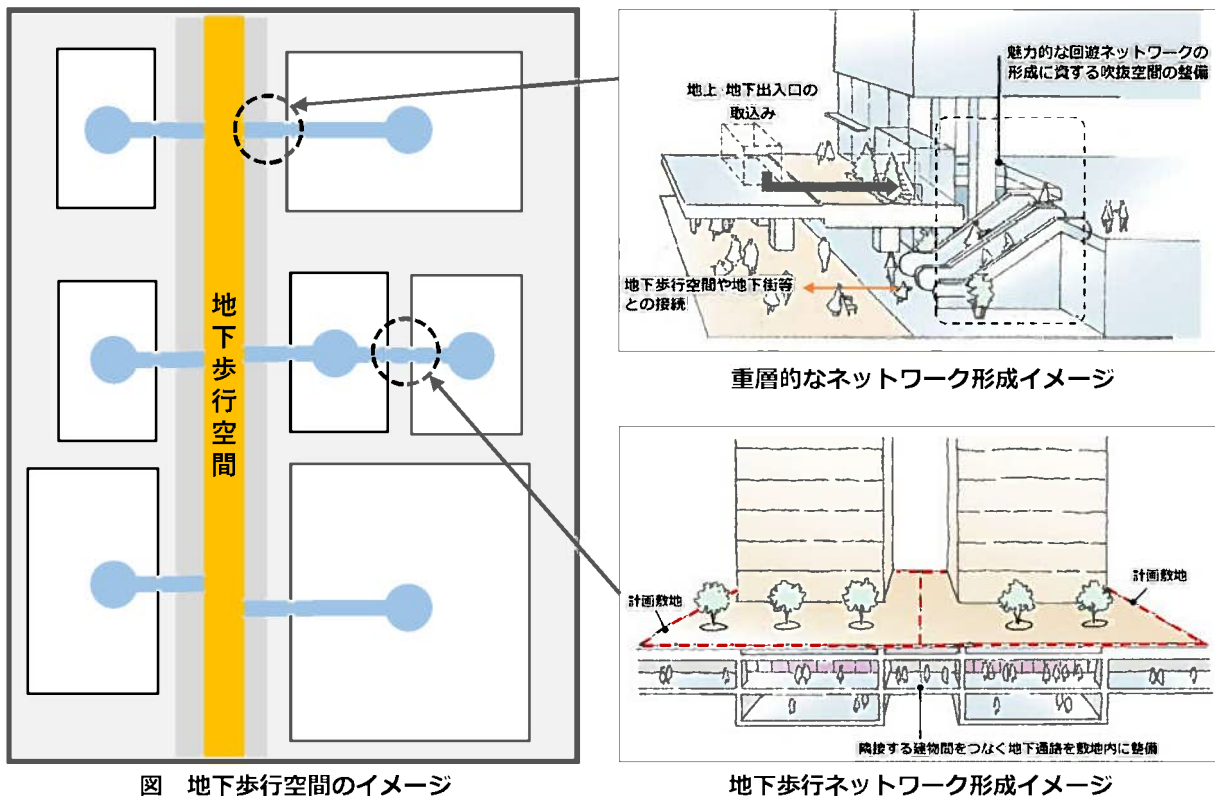 地下歩行空間
図 地下歩行空間のイメージ
魅力的な回遊ネットワークの
形成に資する吹抜空間の整備
地上・地下出入口の
取込み
地下歩行空間や地下街等
との接続
重層的なネットワーク形成イメージ
計画敷地
計画敷地
隣接する建物間をつなぐ地下通路を敷地内に整備
地下歩行ネットワーク形成イメージ